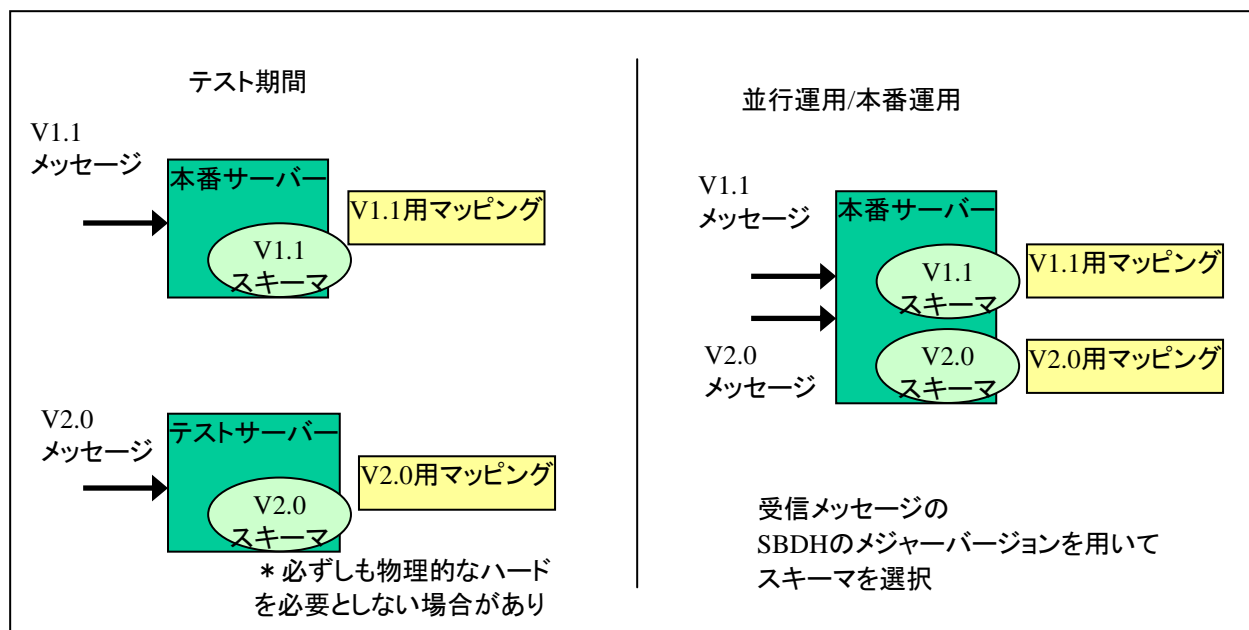 テスト期間
V1.1
メッセージ
本番サーバー
V1.1用マッピング
V1.1
スキーマ
V2.0
メッセージ
テストサーバー
V2.0用マッピング
V2.0
スキーマ
＊必ずしも物理的なハード
を必要としない場合があり
並行運用/本番運用
V1.1
メッセージ
本番サーバー
V1.1
スキーマ
V1.1用マッピング
V2.0
メッセージ
V2.0
スキーマ
V2.0用マッピング
受信メッセージの
SBDHのメジャーバージョンを用いて
スキーマを選択